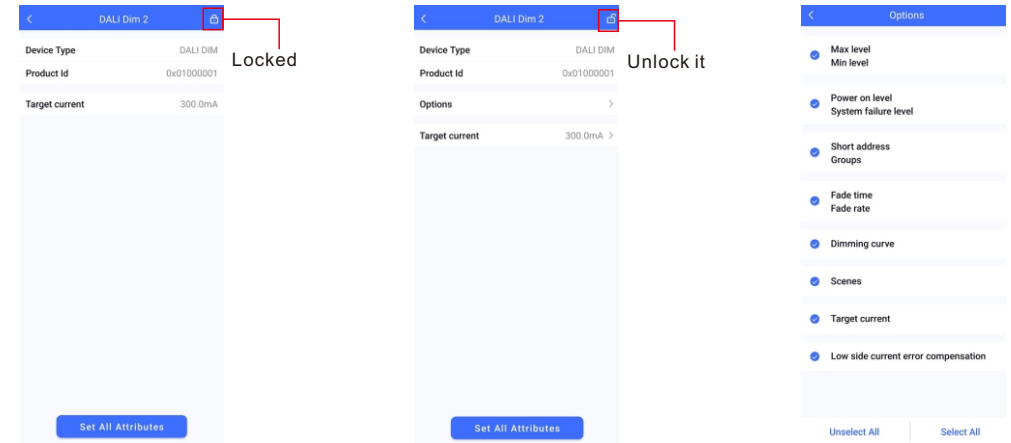 DALI Dim 2
Device Type DALI DIM
Product Id 0x01000001
Target current 300.0mA
Set All Attributes
Locked
DALI Dim 2
Device Type DALI DIM
Product Id 0x01000001
Options
Target current 300.0mA
Set All Attributes
Unlock it
Options
Max level
Min level
Power on level
System failure level
Short address
Groups
Fade time
Fade rate
Dimming curve
Scenes
Target current
Low side current error compensation
Unselect All Select All